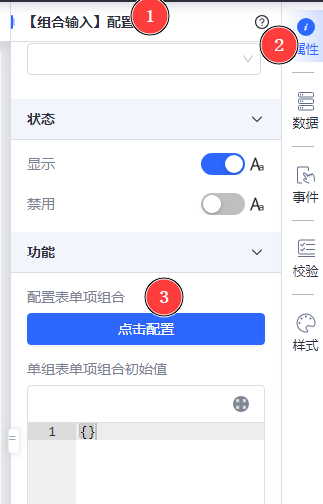 【组合输入】配置
1
2
属性
状态
数据
显示
禁用
事件
功能
校验
配置表单项组合
3
点击配置
样式
单组表单项组合初始值
1 {}